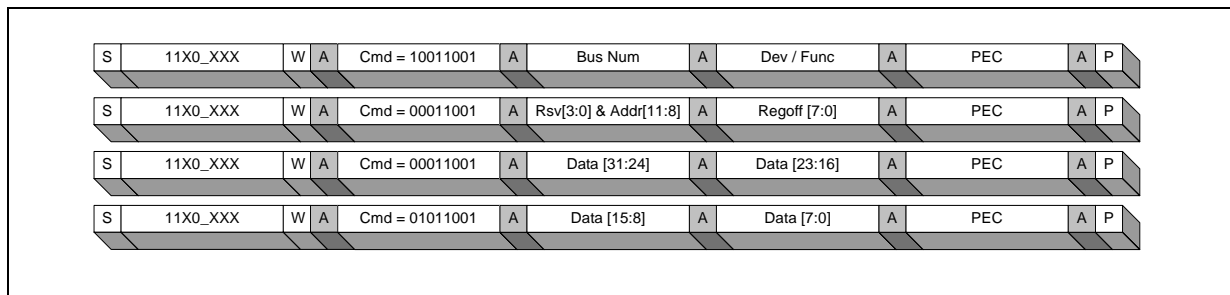 S 11X0_XXX W A Cmd = 10011001 A Bus Num A Dev / Func A PEC A P
S 11X0_XXX W A Cmd = 00011001 A Rsv[3:0] & Addr[11:8] A Regoff [7:0] A PEC A P
S 11X0_XXX W A Cmd = 00011001 A Data [31:24] A Data [23:16] A PEC A P
S 11X0_XXX W A Cmd = 01011001 A Data [15:8] A Data [7:0] A PEC A P